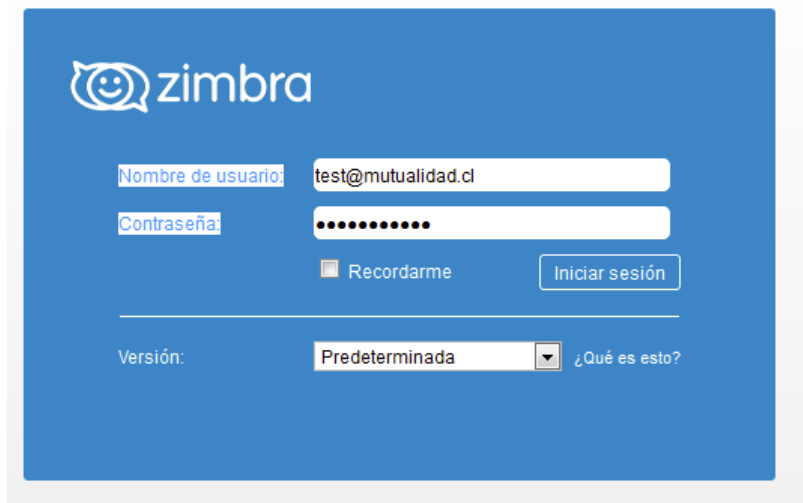 zimbra
Nombre de usuario: test@mutualidad.cl
Contraseña: •••••••••••
Recordarme Iniciar sesión
Versión: Predeterminada ¿Qué es esto?